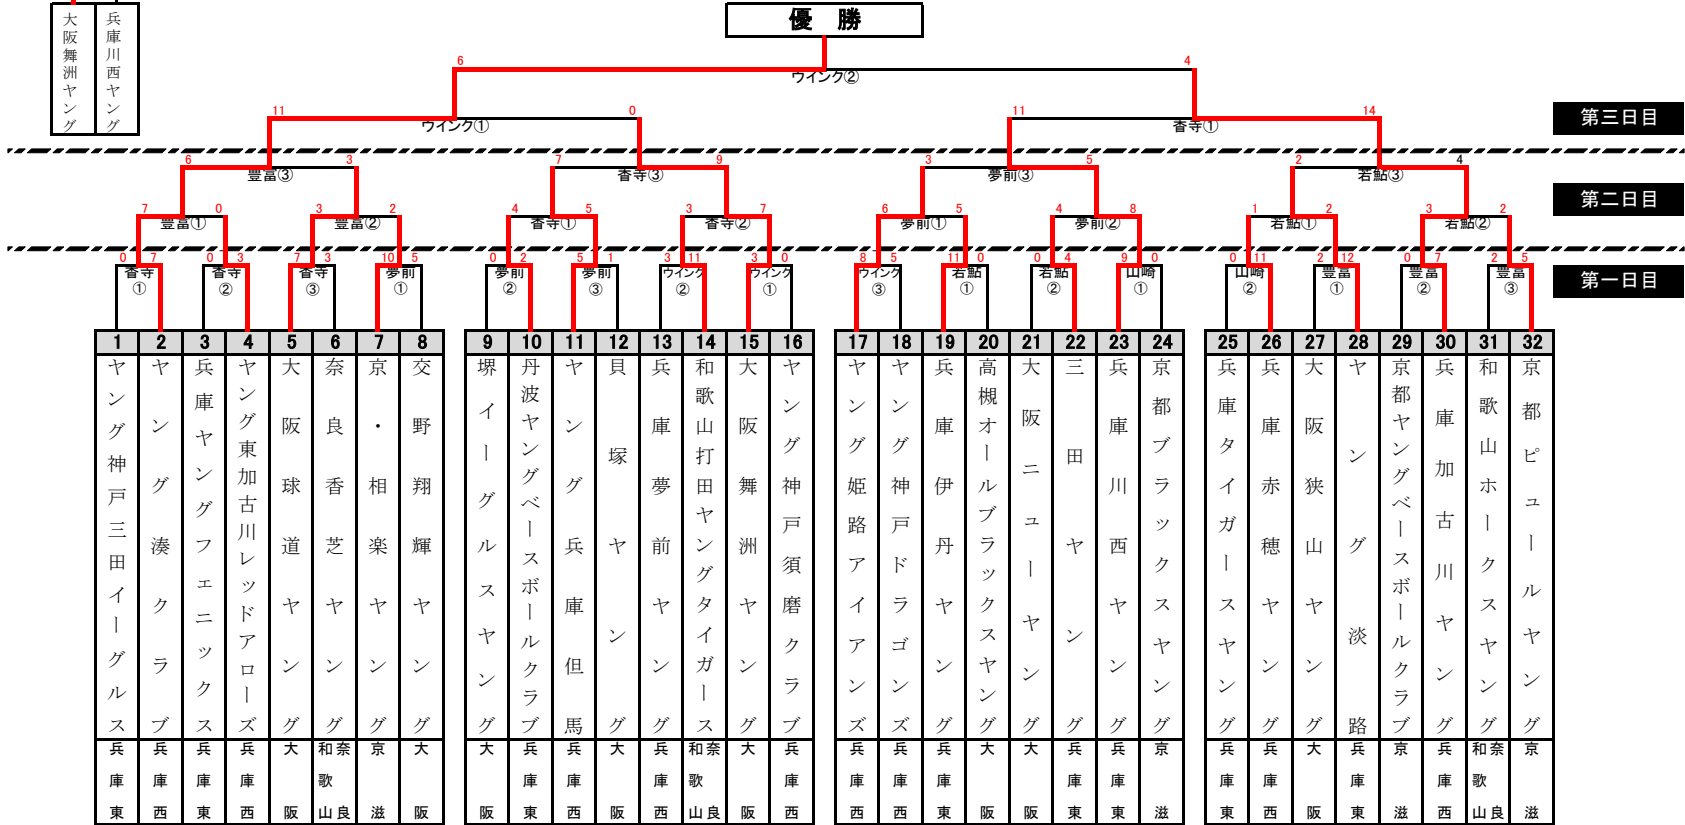 大阪舞洲ヤング
兵庫川西ヤング
優　勝
6
4
ウインク②
11
0
11
14
ウインク①
香寺①
第三日目
6
3
7
9
3
5
2
4
豊富③
香寺③
夢前③
若鮎③
第二日目
7
0
3
2
4
5
3
7
6
5
4
8
1
2
3
2
豊富①
豊富②
香寺①
香寺②
夢前①
夢前②
若鮎①
若鮎②
第一日目
0 香寺① 7
0 香寺② 3
7 香寺③ 3
10 夢前① 5
0 夢前② 2
5 夢前③ 1
3 ウインク② 11
3 ウインク① 0
8 ウインク③ 5
11 若鮎① 0
0 若鮎② 4
9 山崎① 0
0 山崎② 11
2 豊富① 12
0 豊富② 7
2 豊富③ 5
1 2 3 4 5 6 7 8 9 10 11 12 13 14 15 16 17 18 19 20 21 22 23 24 25 26 27 28 29 30 31 32
ヤング神戸三田イーグルス
ヤング湊クラブ
兵庫ヤングフェニックス
ヤング東加古川レッドアローズ
大阪球道ヤング
奈良香芝ヤング
京・相楽ヤング
交野翔輝ヤング
堺イーグルスヤング
丹波ヤングベースボールクラブ
ヤング兵庫但馬
貝塚ヤング
兵庫夢前ヤング
和歌山打田ヤングタイガース
大阪舞洲ヤング
ヤング神戸須磨クラブ
ヤング姫路アイアンズ
ヤング神戸ドラゴンズ
兵庫伊丹ヤング
高槻オールブラックスヤング
大阪ニューヤング
三田ヤング
兵庫川西ヤング
京都ブラックスヤング
兵庫タイガースヤング
兵庫赤穂ヤング
大阪狭山ヤング
ヤング淡路
京都ヤングベースボールクラブ
兵庫加古川ヤング
和歌山ホークスヤング
京都ピュールヤング
兵庫東
兵庫西
兵庫東
兵庫西
大阪
和歌山奈良
京滋
大阪
大阪
兵庫東
兵庫西
大阪
兵庫西
和歌山奈良
大阪
兵庫西
兵庫西
兵庫西
兵庫東
大阪
大阪
兵庫東
兵庫東
京滋
兵庫東
兵庫西
大阪
兵庫東
京滋
兵庫西
和歌山奈良
京滋